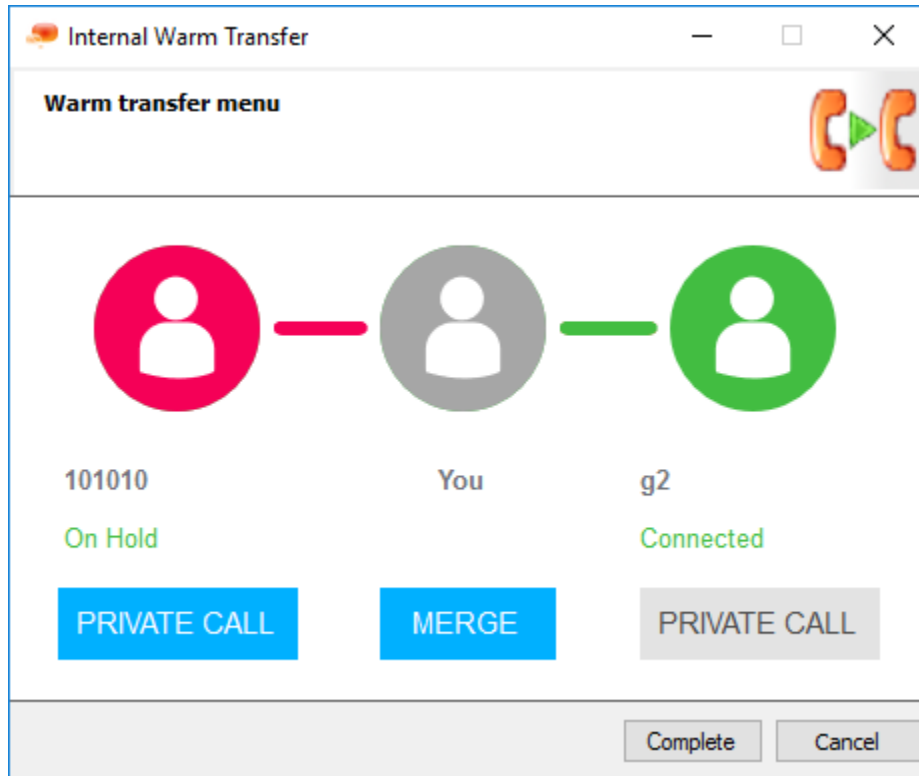 Internal Warm Transfer
Warm transfer menu
101010 You g2
On Hold Connected
PRIVATE CALL MERGE PRIVATE CALL
Complete Cancel